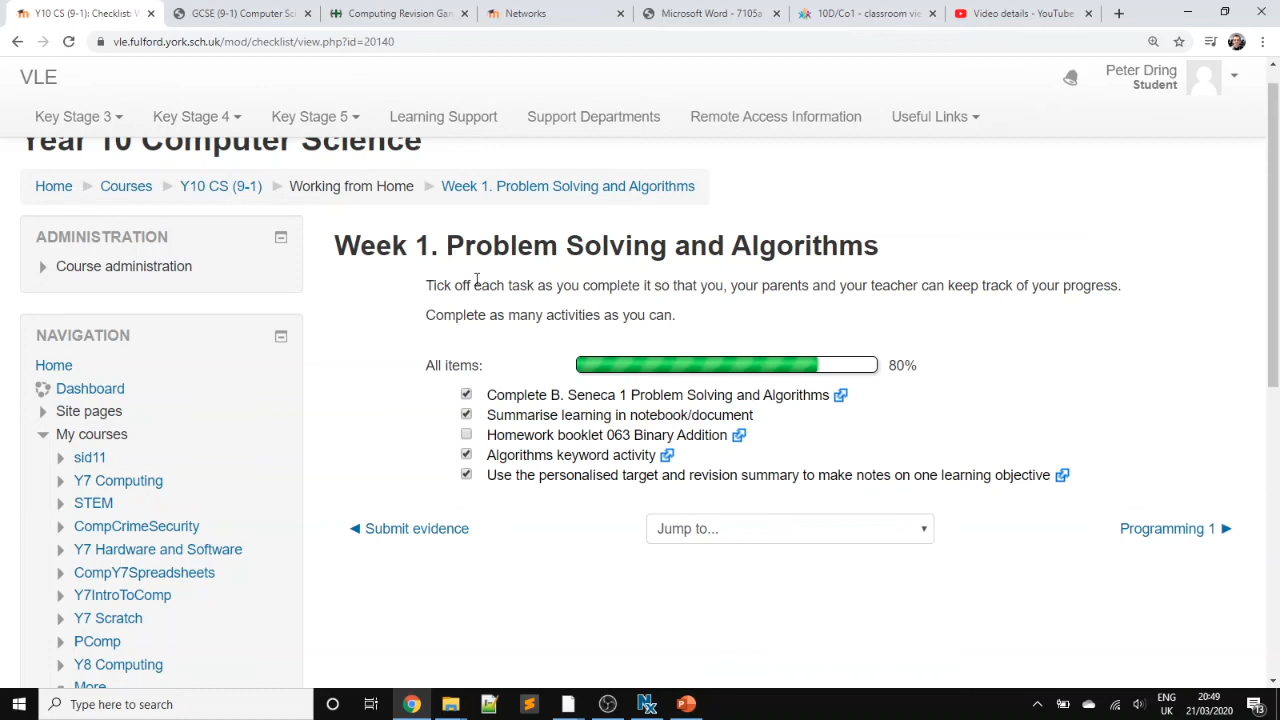 Y10 CS (9-1): Checklist: W
GCSE (9-1) Computer Sci
Computing Revision Gam
Networks
Microsoft Word - 7105a
10D/Co1 - classroom vie
Video details - YouTube
vle.fulford.york.sch.uk/mod/checklist/view.php?id=20140
VLE
Peter Dring
Student
Key Stage 3
Key Stage 4
Key Stage 5
Learning Support
Support Departments
Remote Access Information
Useful Links
Year 10 Computer Science
Home
Courses
Y10 CS (9-1)
Working from Home
Week 1. Problem Solving and Algorithms
ADMINISTRATION
Course administration
NAVIGATION
Home
Dashboard
Site pages
My courses
sid11
Y7 Computing
STEM
CompCrimeSecurity
Y7 Hardware and Software
CompY7Spreadsheets
Y7IntroToComp
Y7 Scratch
PComp
Y8 Computing
More
Week 1. Problem Solving and Algorithms
Tick off each task as you complete it so that you, your parents and your teacher can keep track of your progress.
Complete as many activities as you can.
All items:
80%
Complete B. Seneca 1 Problem Solving and Algorithms
Summarise learning in notebook/document
Homework booklet 063 Binary Addition
Algorithms keyword activity
Use the personalised target and revision summary to make notes on one learning objective
◄ Submit evidence
Jump to...
Programming 1 ►
Type here to search
ENG
UK
20:49
21/03/2020
13